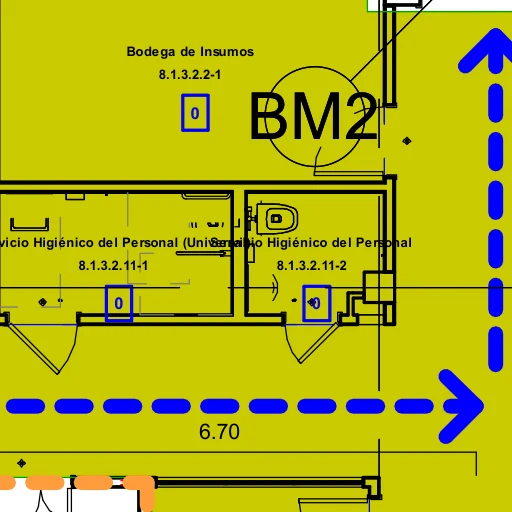 Bodega de Insumos
8.1.3.2.2-1
0
BM2
vicio Higiénico del Personal (Universal)
Servicio Higiénico del Personal
8.1.3.2.11-1
8.1.3.2.11-2
0
0
6.70